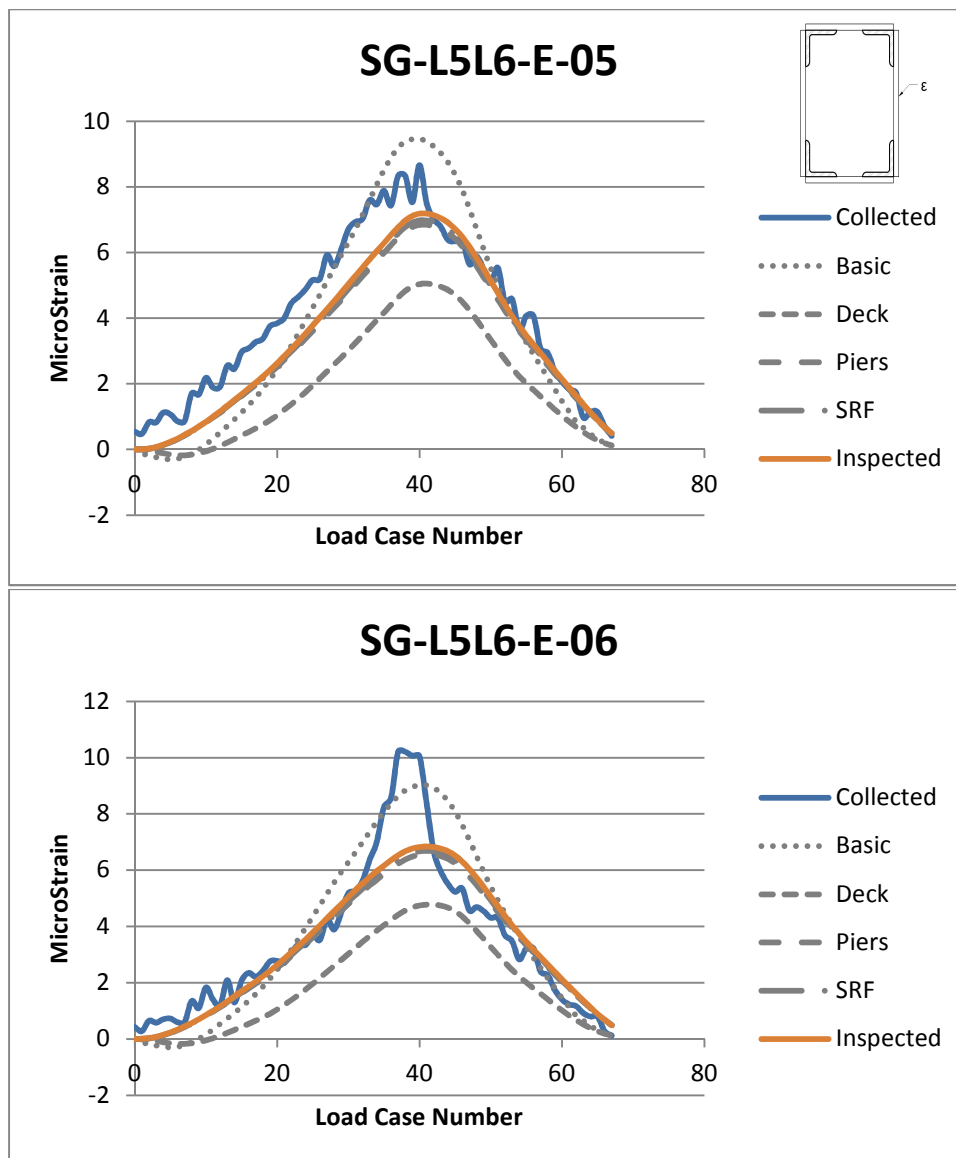 SG-L5L6-E-05
ε
10
8
6
4
2
0
-2
0 20 40 60 80
MicroStrain
Load Case Number
Collected
Basic
Deck
Piers
SRF
Inspected
SG-L5L6-E-06
12
10
8
6
4
2
0
-2
0 20 40 60 80
MicroStrain
Load Case Number
Collected
Basic
Deck
Piers
SRF
Inspected